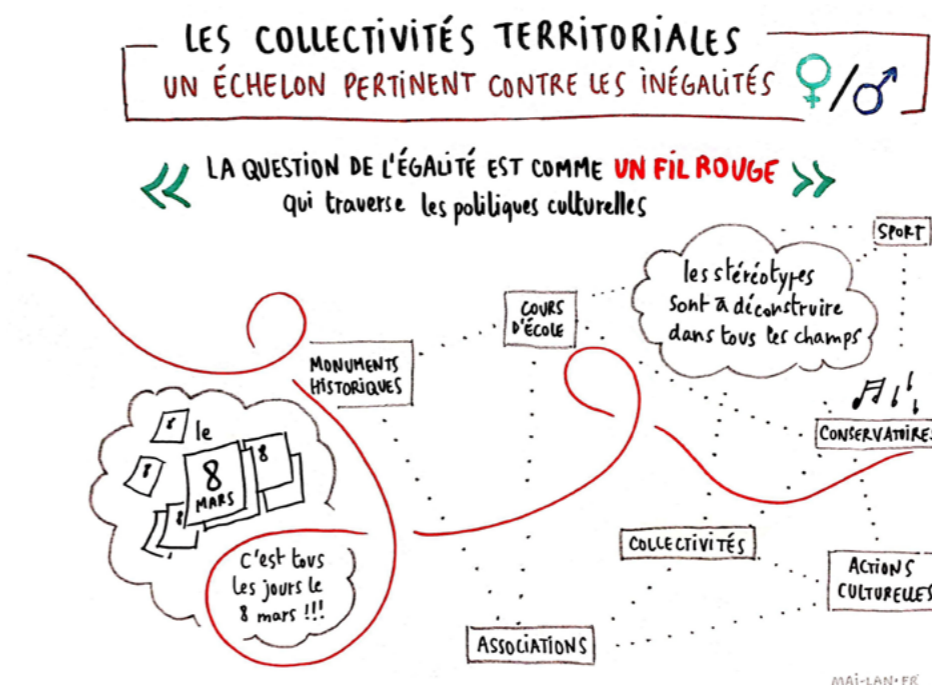 LES COLLECTIVITÉS TERRITORIALES
UN ÉCHELON PERTINENT CONTRE LES INÉGALITÉS ♀/♂
« LA QUESTION DE L'ÉGALITÉ EST COMME UN FIL ROUGE »
qui traverse les politiques culturelles
SPORT
les stéréotypes
sont à déconstruire
dans tous les champs
COURS
D'ÉCOLE
MONUMENTS
HISTORIQUES
CONSERVATOIRES
8
le
8
8
MARS
8
8
C'est tous
les jours le
8 mars !!!
COLLECTIVITÉS
ACTIONS
CULTURELLES
ASSOCIATIONS
MAI-LAN•FR